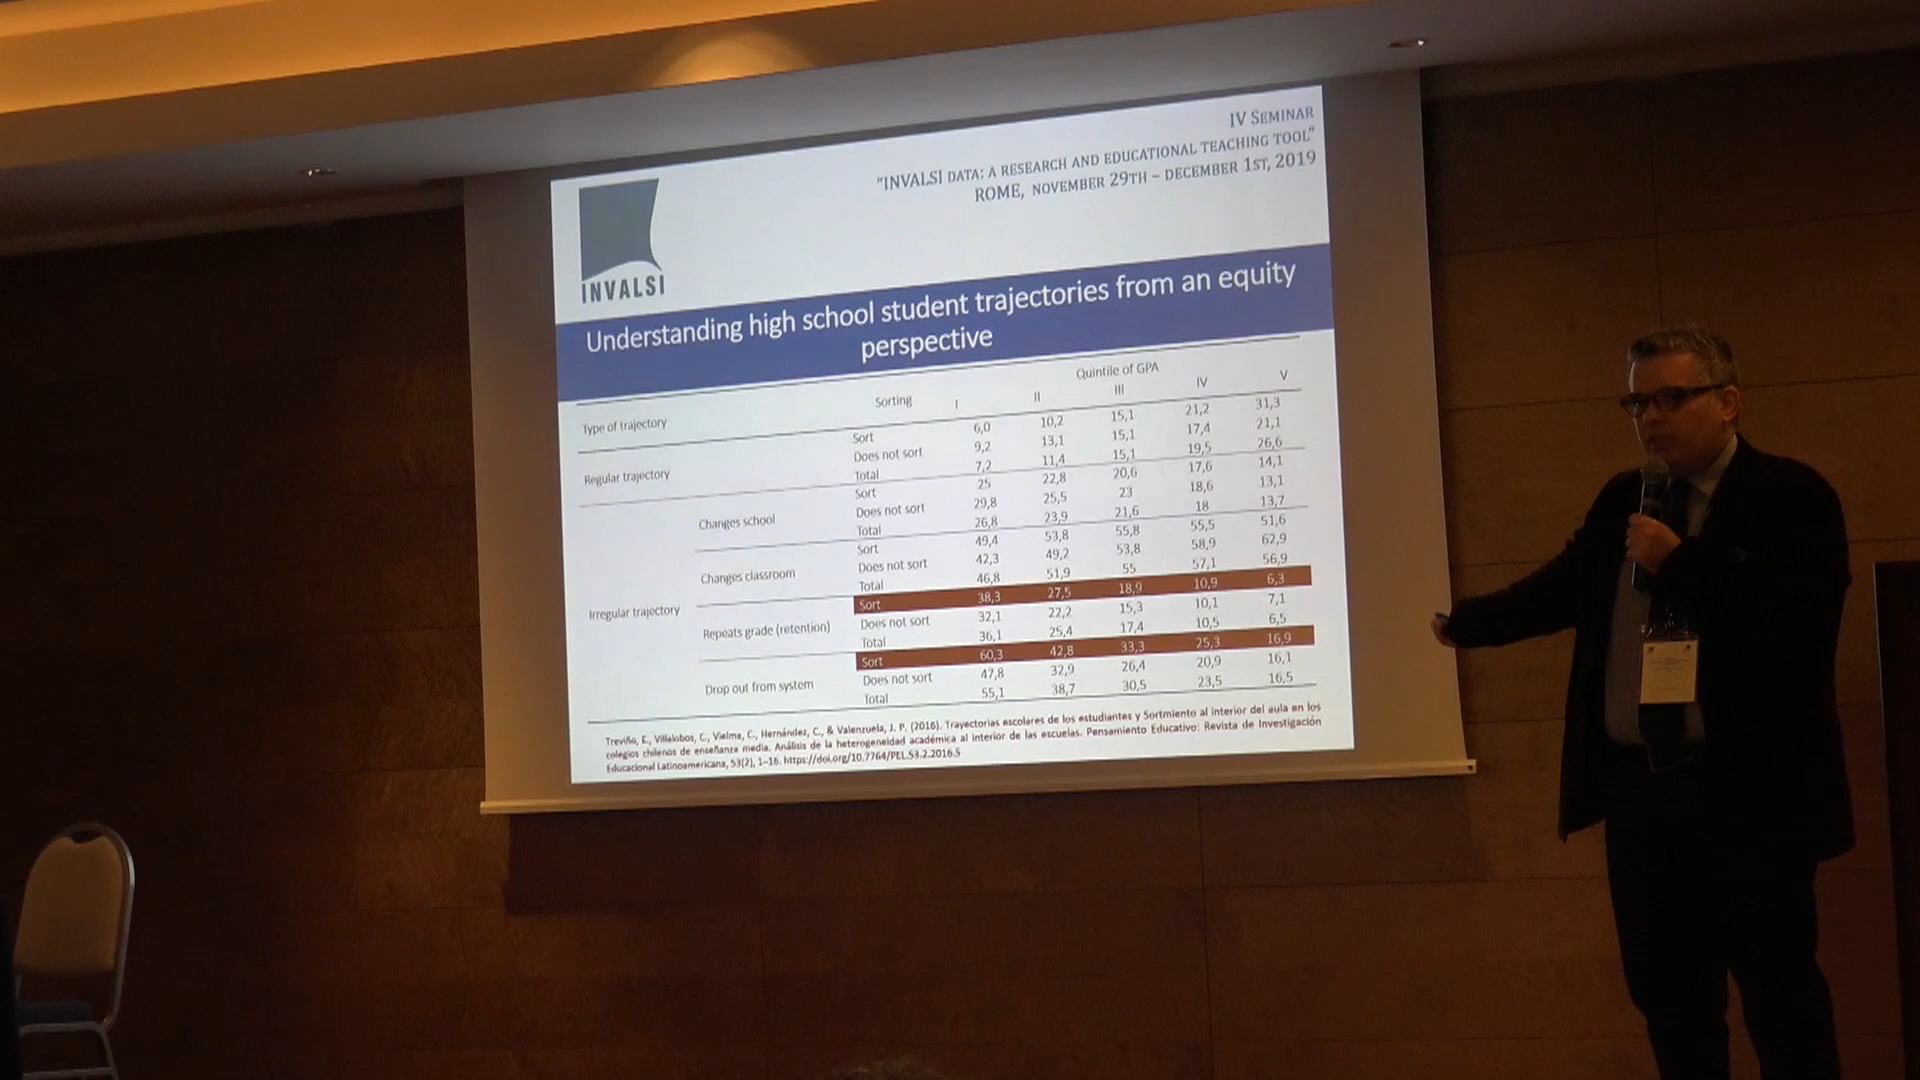 IV SEMINAR
"INVALSI DATA: A RESEARCH AND EDUCATIONAL TEACHING TOOL"
ROME, NOVEMBER 29TH – DECEMBER 1ST, 2019
INVALSI
Understanding high school student trajectories from an equity
perspective
Quintile of GPA
Type of trajectory Sorting I II III IV V
Regular trajectory
Sort 6,0 10,2 15,1 21,2 31,3
Does not sort 9,2 13,1 15,1 17,4 21,1
Total 7,2 11,4 15,1 19,5 26,6
Irregular trajectory
Changes school
Sort 25 22,8 20,6 17,6 14,1
Does not sort 29,8 25,5 23 18,6 13,1
Total 26,8 23,9 21,6 18 13,7
Changes classroom
Sort 49,4 53,8 55,8 55,5 51,6
Does not sort 42,3 49,2 53,8 58,9 62,9
Total 46,8 51,9 55 57,1 56,9
Repeats grade (retention)
Sort 38,3 27,5 18,9 10,9 6,3
Does not sort 32,1 22,2 15,3 10,1 7,1
Total 36,1 25,4 17,4 10,5 6,5
Drop out from system
Sort 60,3 42,8 33,3 25,3 16,9
Does not sort 47,8 32,9 26,4 20,9 16,1
Total 55,1 38,7 30,5 23,5 16,5
Treviño, E., Villalobos, C., Vielma, C., Hernández, C., & Valenzuela, J. P. (2016). Trayectorias escolares de los estudiantes y Sortmiento al interior del aula en los
colegios chilenos de enseñanza media. Análisis de la heterogeneidad académica al interior de las escuelas. Pensamiento Educativo: Revista de Investigación
Educacional Latinoamericana, 53(2), 1–16. https://doi.org/10.7764/PEL.53.2.2016.5